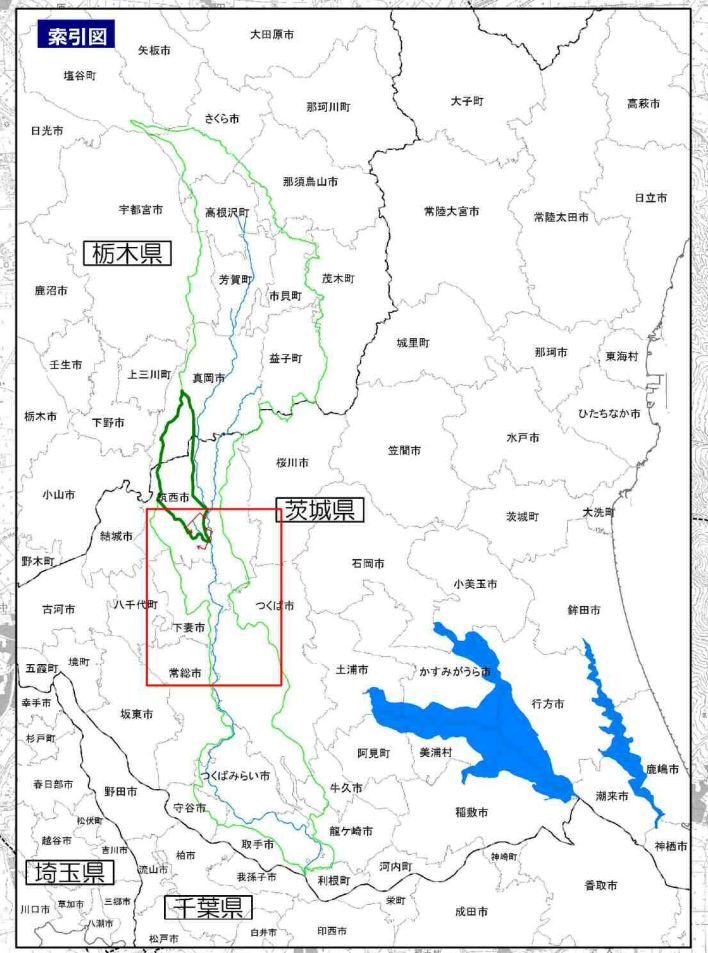 索引図
大田原市
矢板市
塩谷町
大子町
高萩市
那珂川町
さくら市
日光市
那須烏山市
日立市
宇都宮市
高根沢町
常陸大宮市
常陸太田市
栃木県
芳賀町
茂木町
鹿沼市
市貝町
城里町
那珂市
東海村
益子町
壬生市
上三川町
真岡市
ひたちなか市
栃木市
下野市
水戸市
笠間市
桜川市
小山市
筑西市
茨城県
大洗町
茨城町
結城市
野木町
石岡市
小美玉市
古河市
八千代町
つくば市
鉾田市
下妻市
境町
五霞町
常総市
土浦市
かすみがうら市
幸手市
坂東市
行方市
杉戸町
阿見町
美浦村
つくばみらい市
鹿嶋市
春日部市
野田市
牛久市
潮来市
守谷市
稲敷市
松伏町
龍ケ崎市
越谷市
吉川市
取手市
神栖市
柏市
神崎町
埼玉県
流山市
我孫子市
利根町
河内町
香取市
川口市
草加市
三郷市
千葉県
栄町
成田市
八潮市
松戸市
白井市
印西市